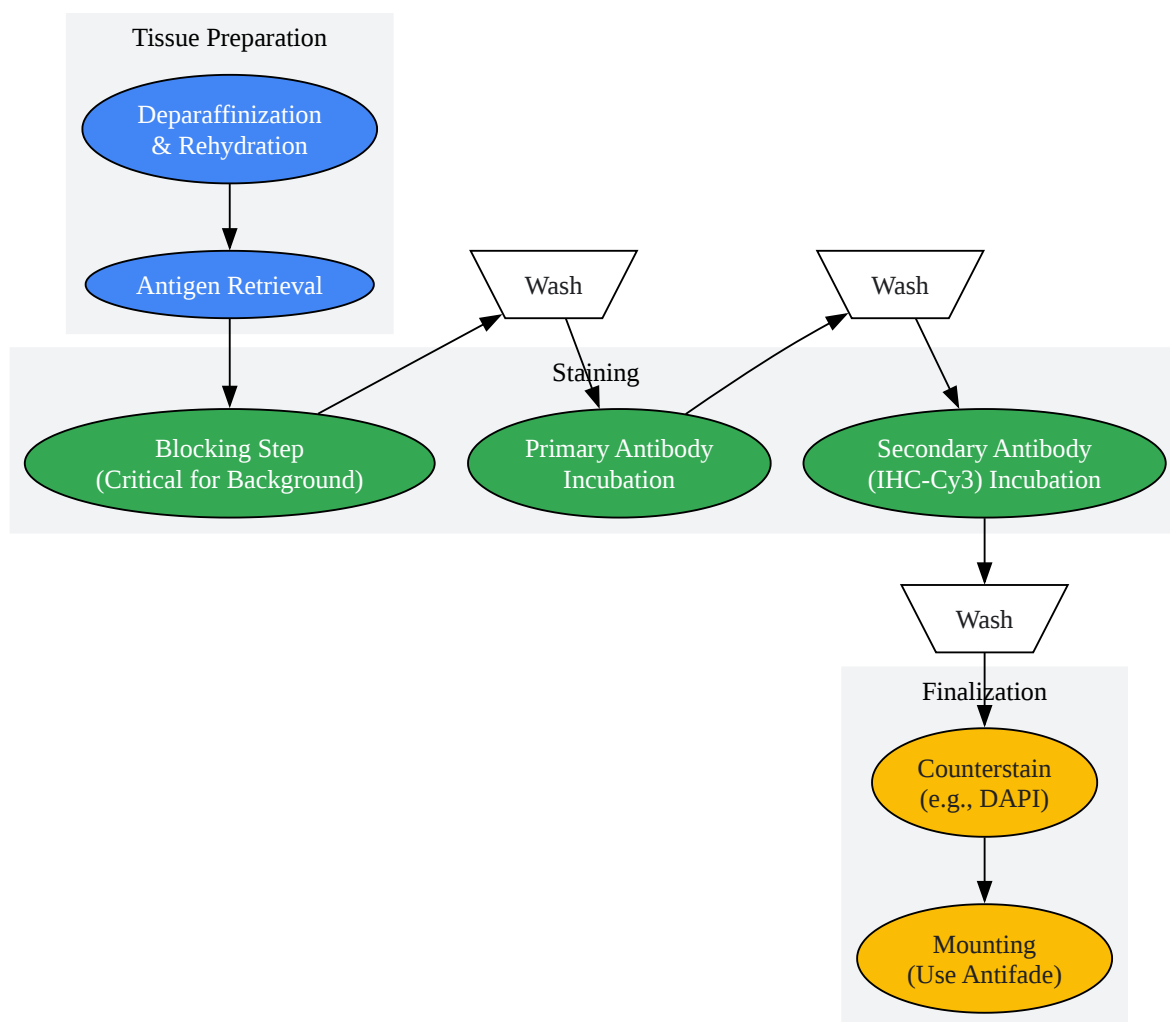 Tissue Preparation
Deparaffinization
& Rehydration
Antigen Retrieval
Wash
Wash
Staining
Blocking Step
(Critical for Background)
Primary Antibody
Incubation
Secondary Antibody
(IHC-Cy3) Incubation
Wash
Finalization
Counterstain
(e.g., DAPI)
Mounting
(Use Antifade)